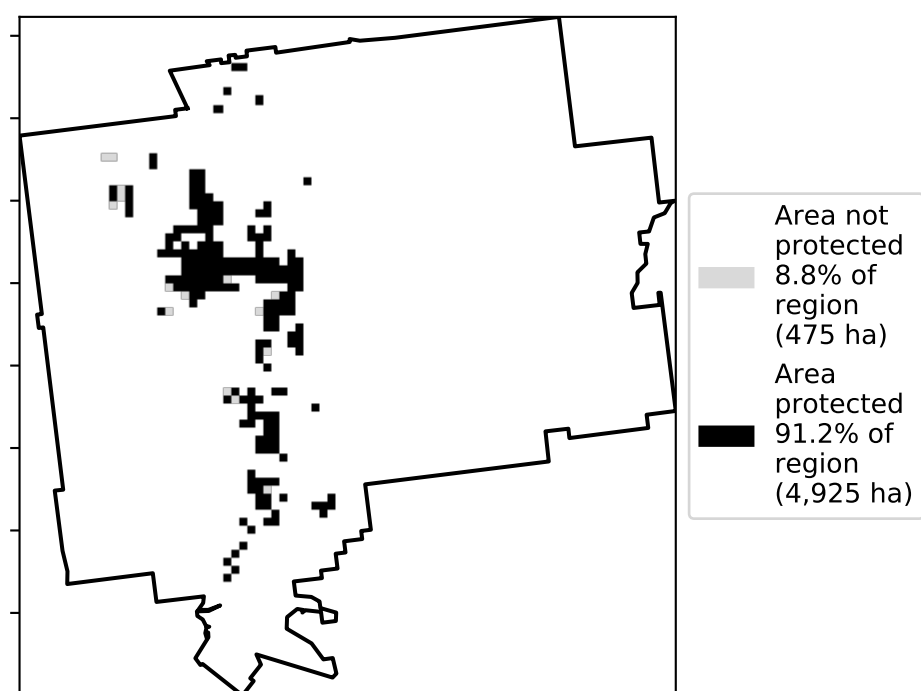 Area not
protected
8.8% of
region
(475 ha)
Area
protected
91.2% of
region
(4,925 ha)